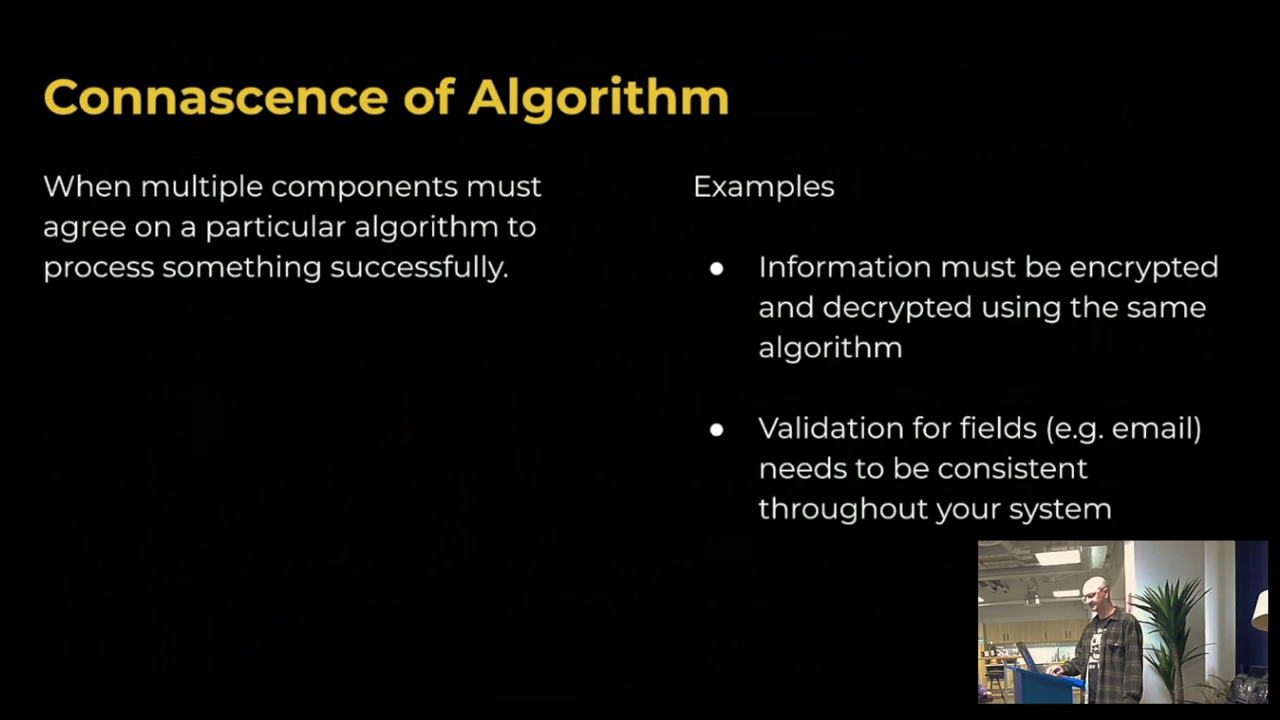 Connascence of Algorithm
When multiple components must
agree on a particular algorithm to
process something successfully.
Examples
● Information must be encrypted
and decrypted using the same
algorithm
● Validation for fields (e.g. email)
needs to be consistent
throughout your system